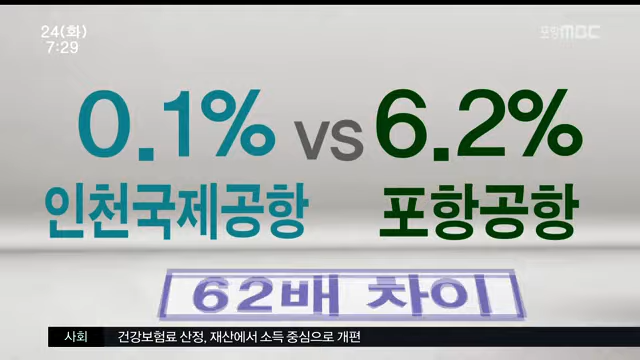 24(화)
7:29
포항MBC
0.1% VS 6.2%
인천국제공항 포항공항
62배 차이
사회 건강보험료 산정, 재산에서 소득 중심으로 개편